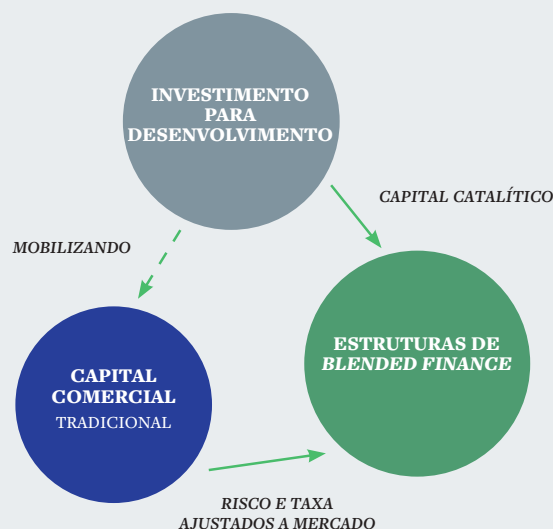 INVESTIMENTO
PARA
DESENVOLVIMENTO
CAPITAL CATALÍTICO
MOBILIZANDO
ESTRUTURAS DE
BLENDED FINANCE
CAPITAL
COMERCIAL
TRADICIONAL
RISCO E TAXA
AJUSTADOS A MERCADO